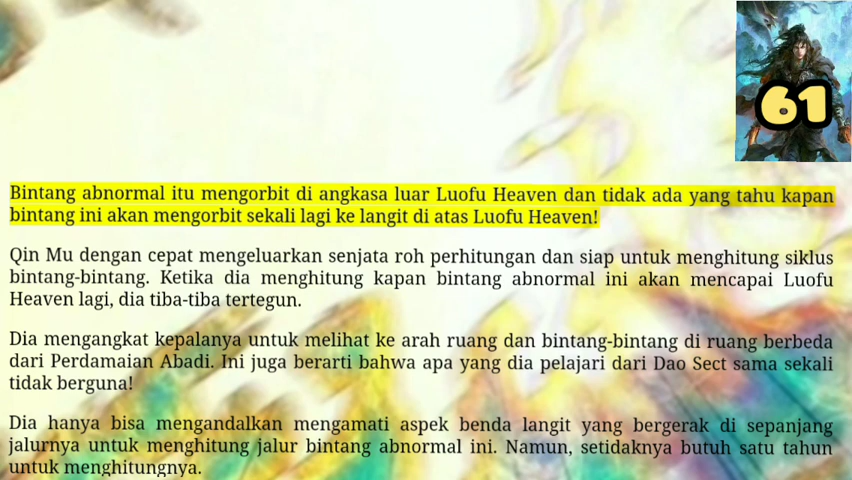 61
Bintang abnormal itu mengorbit di angkasa luar Luofu Heaven dan tidak ada yang tahu kapan
bintang ini akan mengorbit sekali lagi ke langit di atas Luofu Heaven!
Qin Mu dengan cepat mengeluarkan senjata roh perhitungan dan siap untuk menghitung siklus
bintang-bintang. Ketika dia menghitung kapan bintang abnormal ini akan mencapai Luofu
Heaven lagi, dia tiba-tiba tertegun.
Dia mengangkat kepalanya untuk melihat ke arah ruang dan bintang-bintang di ruang berbeda
dari Perdamaian Abadi. Ini juga berarti bahwa apa yang dia pelajari dari Dao Sect sama sekali
tidak berguna!
Dia hanya bisa mengandalkan mengamati aspek benda langit yang bergerak di sepanjang
jalurnya untuk menghitung jalur bintang abnormal ini. Namun, setidaknya butuh satu tahun
untuk menghitungnya.